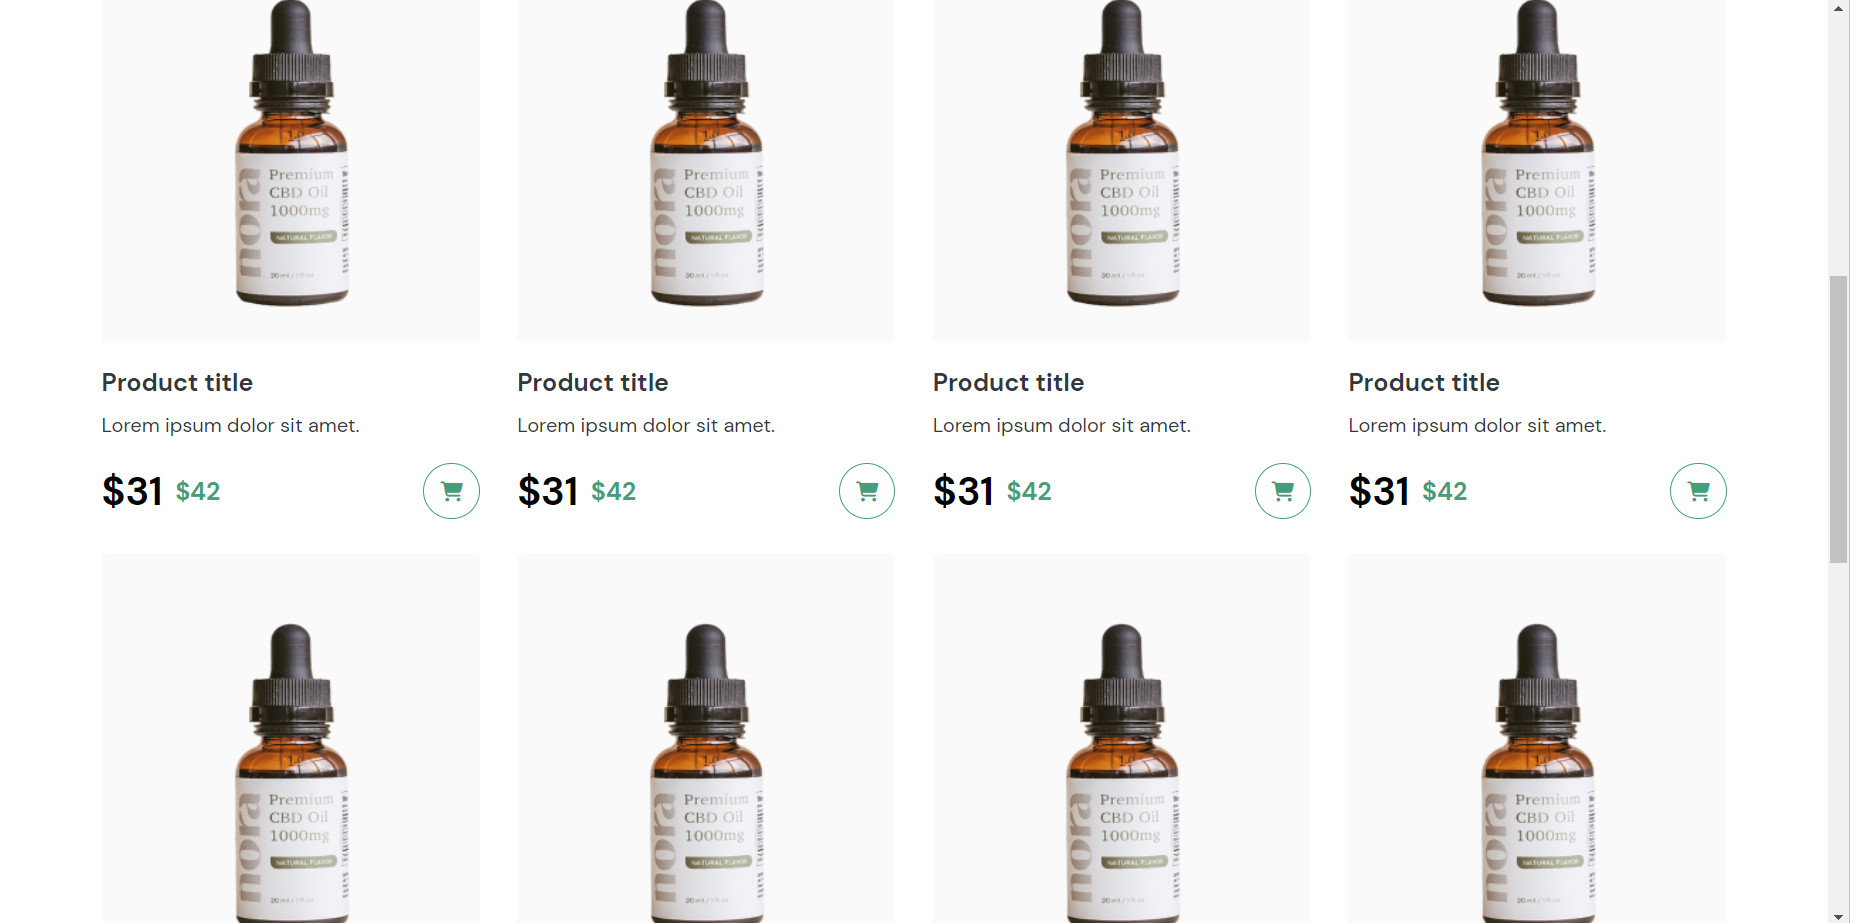 nora
Premium
CBD Oil
1000mg
NATURAL FLAVOR
nora
Premium
CBD Oil
1000mg
NATURAL FLAVOR
nora
Premium
CBD Oil
1000mg
NATURAL FLAVOR
nora
Premium
CBD Oil
1000mg
NATURAL FLAVOR
Product title
Product title
Product title
Product title
Lorem ipsum dolor sit amet.
Lorem ipsum dolor sit amet.
Lorem ipsum dolor sit amet.
Lorem ipsum dolor sit amet.
$31 $42
$31 $42
$31 $42
$31 $42
nora
Premium
CBD Oil
1000mg
NATURAL FLAVOR
nora
Premium
CBD Oil
1000mg
NATURAL FLAVOR
nora
Premium
CBD Oil
1000mg
NATURAL FLAVOR
nora
Premium
CBD Oil
1000mg
NATURAL FLAVOR